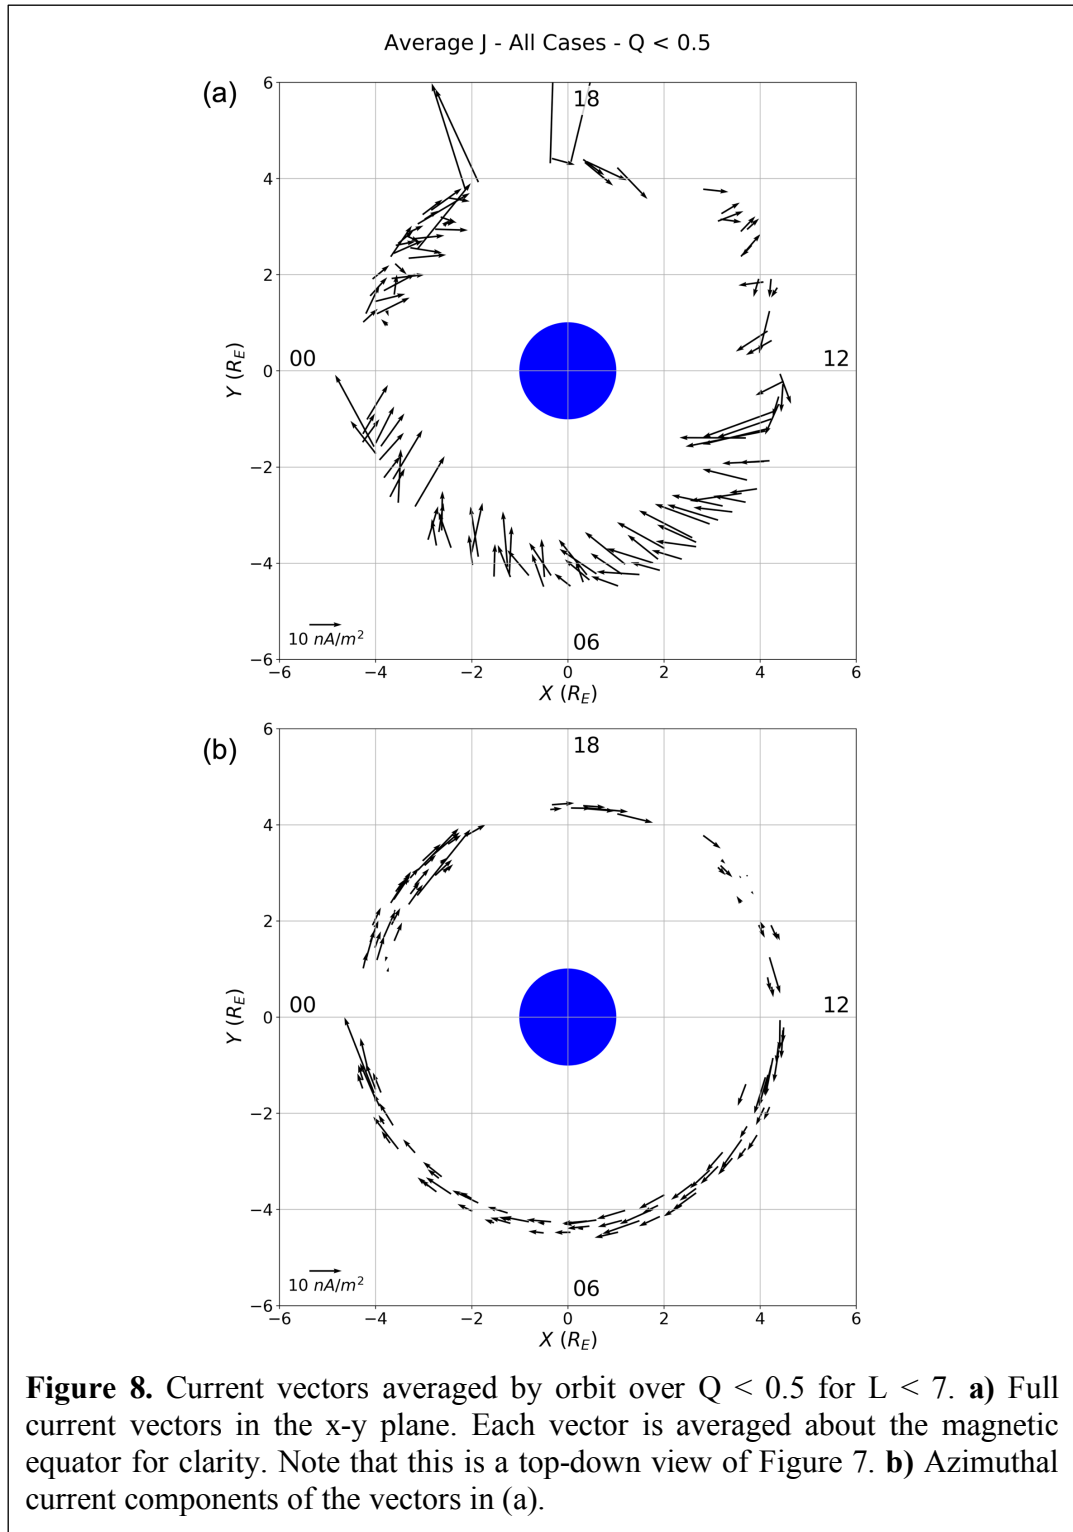 Average J - All Cases - Q < 0.5
(a)
6
18
4
2
00
12
0
−2
−4
10 nA/m²
06
−6
−6 −4 −2 0 2 4 6
Y (R_E)
X (R_E)
(b)
6
18
4
2
00
12
0
−2
−4
10 nA/m²
06
−6
−6 −4 −2 0 2 4 6
Y (R_E)
X (R_E)
Figure 8. Current vectors averaged by orbit over Q < 0.5 for L < 7. a) Full
current vectors in the x-y plane. Each vector is averaged about the magnetic
equator for clarity. Note that this is a top-down view of Figure 7. b) Azimuthal
current components of the vectors in (a).